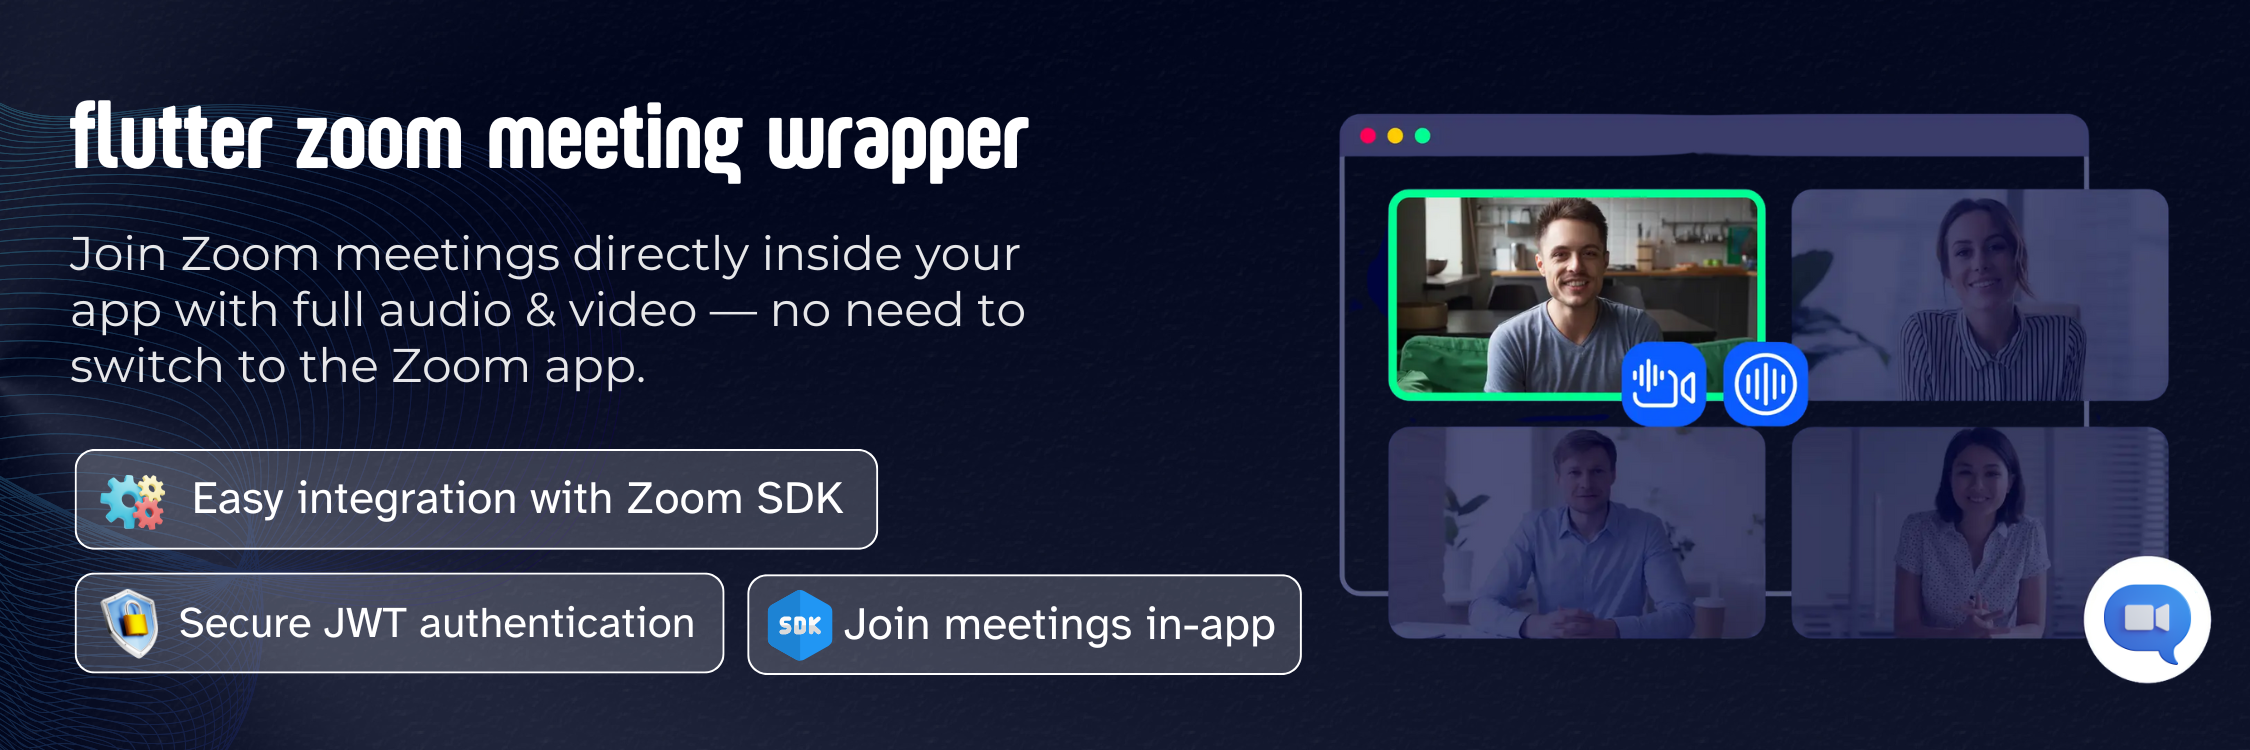 flutter zoom meeting wrapper
Join Zoom meetings directly inside your
app with full audio & video — no need to
switch to the Zoom app.
Easy integration with Zoom SDK
Secure JWT authentication
SDK Join meetings in-app